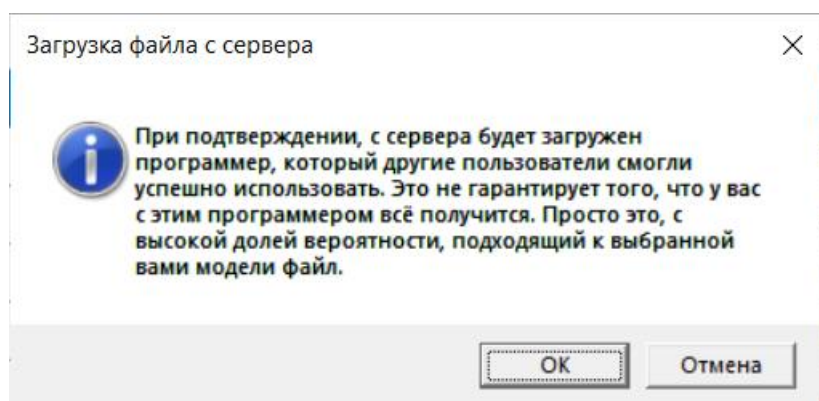 Загрузка файла с сервера
При подтверждении, с сервера будет загружен
программер, который другие пользователи смогли
успешно использовать. Это не гарантирует того, что у вас
с этим программером всё получится. Просто это, с
высокой долей вероятности, подходящий к выбранной
вами модели файл.
ОК
Отмена